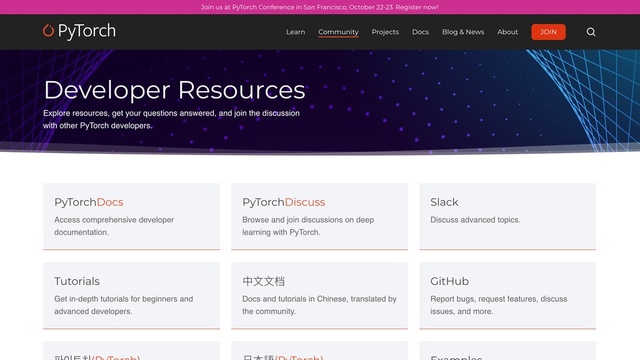 Join us at PyTorch Conference in San Francisco, October 22-23. Register now!
PyTorch
Learn
Community
Projects
Docs
Blog & News
About
JOIN
Developer Resources
Explore resources, get your questions answered, and join the discussion
with other PyTorch developers.
PyTorchDocs
Access comprehensive developer
documentation.
PyTorchDiscuss
Browse and join discussions on deep
learning with PyTorch.
Slack
Discuss advanced topics.
Tutorials
Get in-depth tutorials for beginners and
advanced developers.
中文文档
Docs and tutorials in Chinese, translated by
the community.
GitHub
Report bugs, request features, discuss
issues, and more.
파이토치(PyTorch)
日本語(PyTorch)
Examples